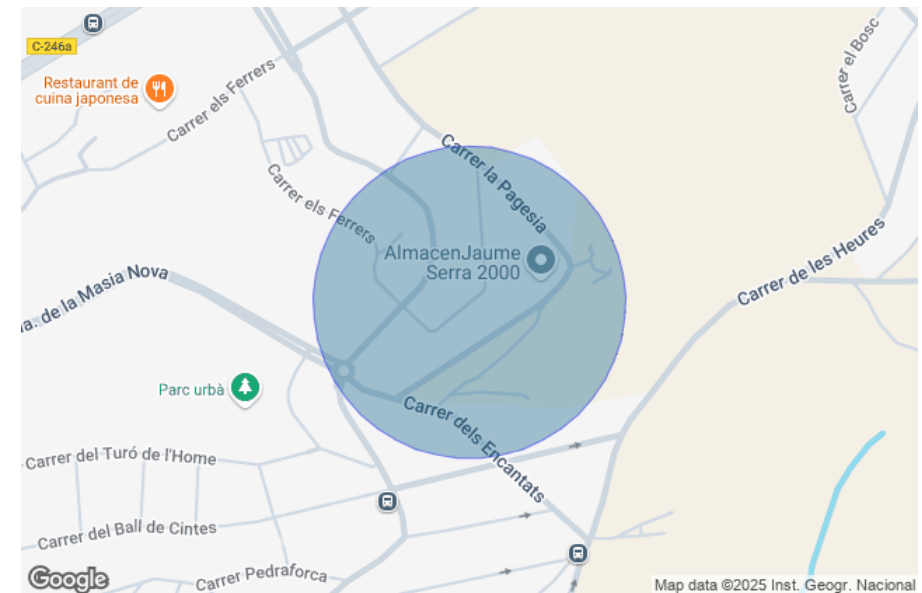 C-246a
Restaurant de
cuina japonesa
Carrer els Ferrers
Carrer el Bosc
Carrer la Pagesia
Carrer els Ferrers
AlmacenJaume
Serra 2000
Carrer de les Heures
a. de la Masia Nova
Parc urbà
Carrer dels Encantats
Carrer del Turó de l'Home
Carrer del Ball de Cintes
Carrer Pedraforca
Google
Map data ©2025 Inst. Geogr. Nacional